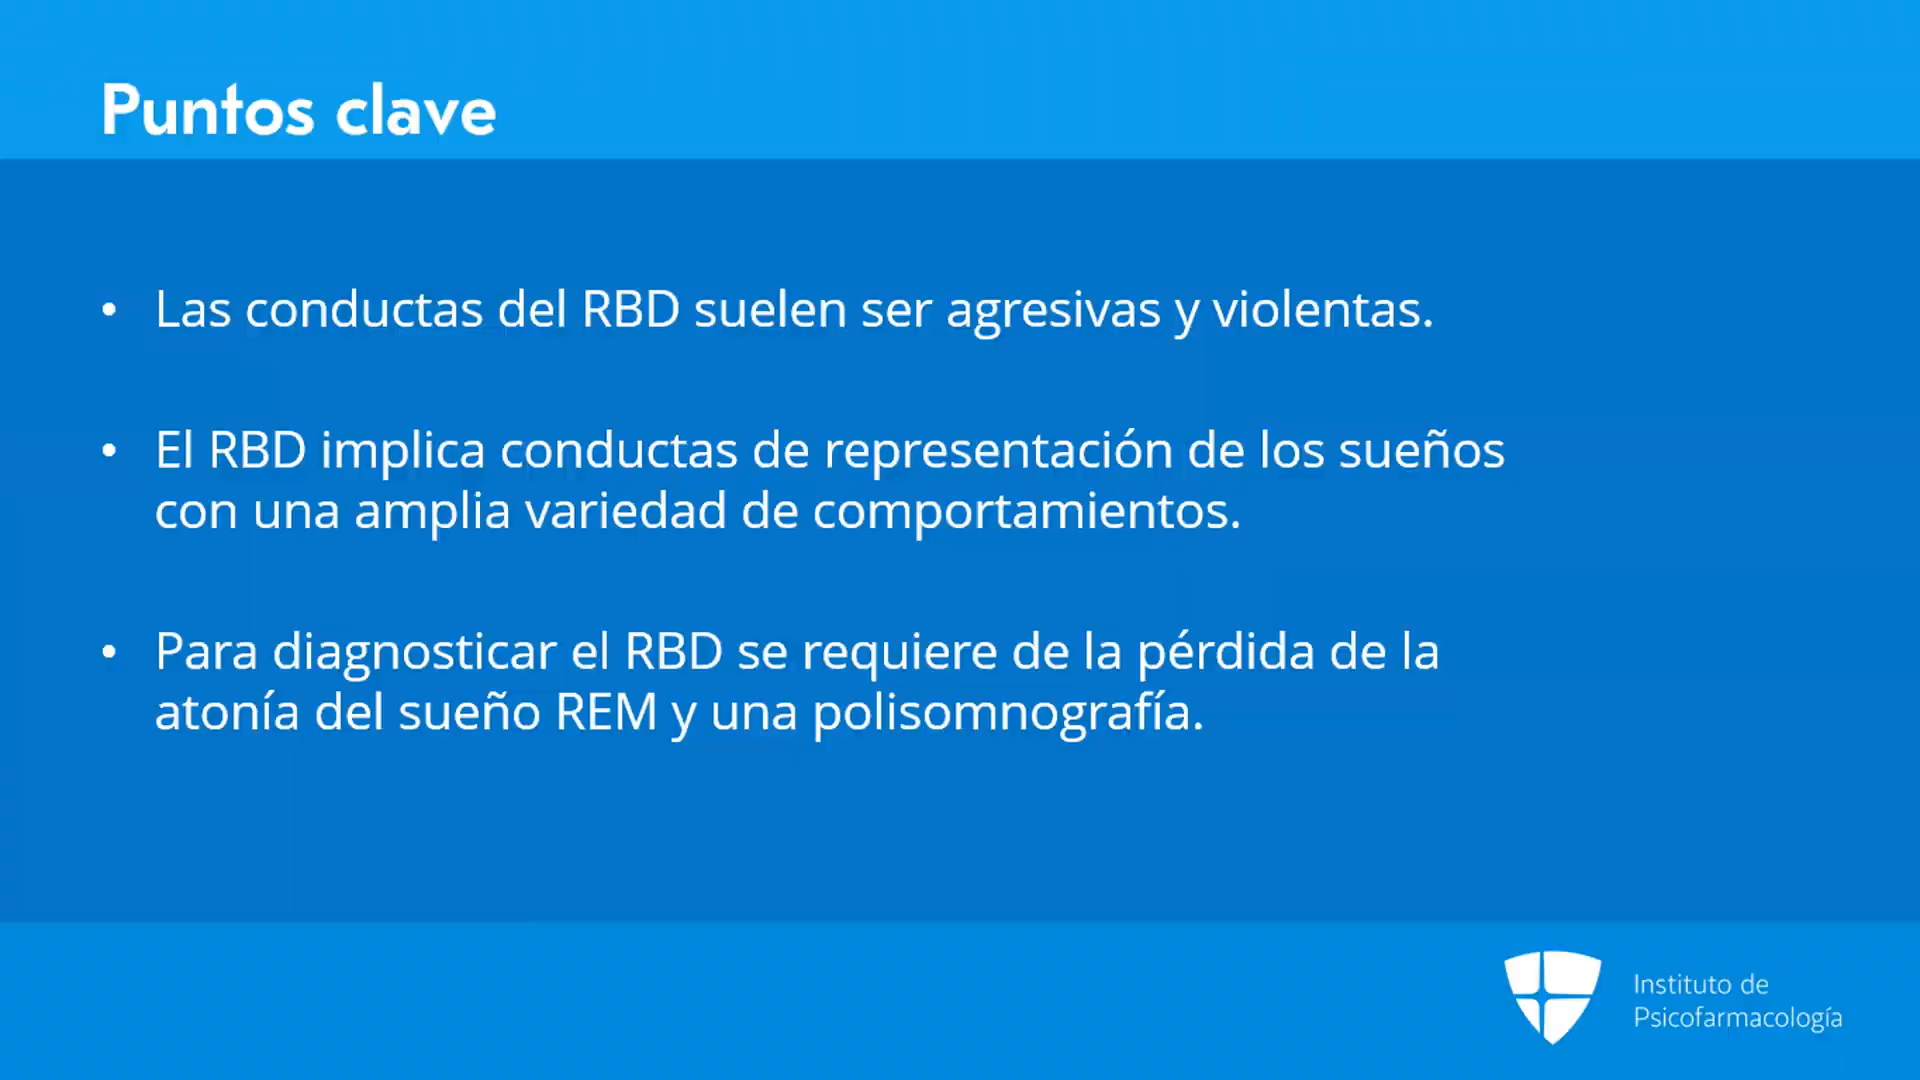 Puntos clave
• Las conductas del RBD suelen ser agresivas y violentas.
• El RBD implica conductas de representación de los sueños
con una amplia variedad de comportamientos.
• Para diagnosticar el RBD se requiere de la pérdida de la
atonía del sueño REM y una polisomnografía.
Instituto de
Psicofarmacología